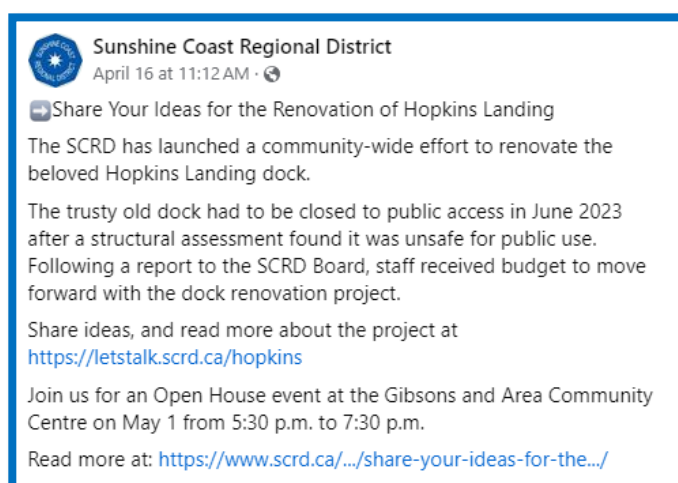 SUNSHINE COAST
REGIONAL DISTRICT
Sunshine Coast Regional District
April 16 at 11:12 AM ·
➡Share Your Ideas for the Renovation of Hopkins Landing
The SCRD has launched a community-wide effort to renovate the
beloved Hopkins Landing dock.
The trusty old dock had to be closed to public access in June 2023
after a structural assessment found it was unsafe for public use.
Following a report to the SCRD Board, staff received budget to move
forward with the dock renovation project.
Share ideas, and read more about the project at
https://letstalk.scrd.ca/hopkins
Join us for an Open House event at the Gibsons and Area Community
Centre on May 1 from 5:30 p.m. to 7:30 p.m.
Read more at: https://www.scrd.ca/.../share-your-ideas-for-the.../